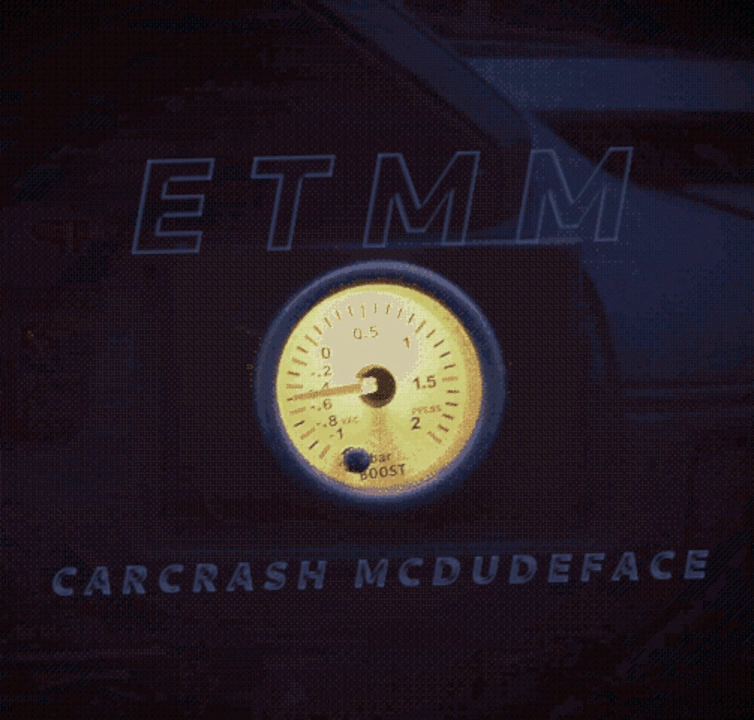 ETMM
0.5
1
0
-.2
-.4
1.5
-.6
-.8 VAC
PRESS
2
-1
bar
BOOST
CARCRASH MCDUDEFACE